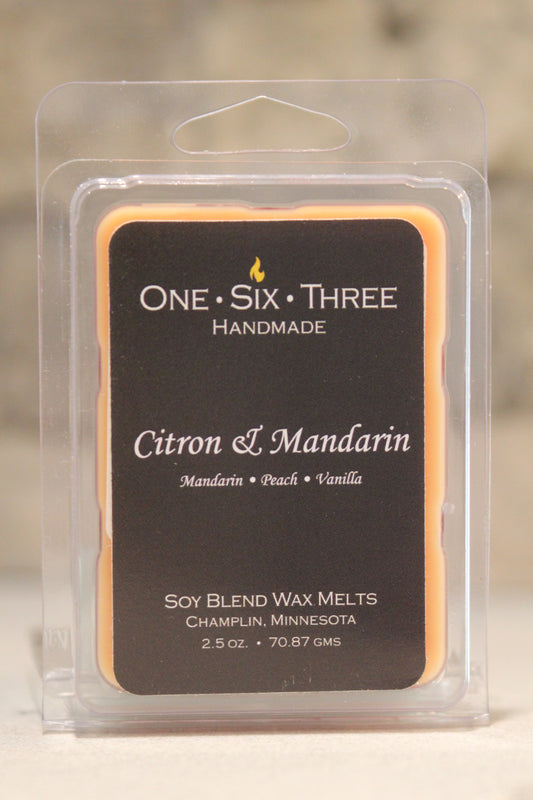 One • Six • Three
Handmade
Citron & Mandarin
Mandarin • Peach • Vanilla
Soy Blend Wax Melts
Champlin, Minnesota
2.5 oz. • 70.87 gms